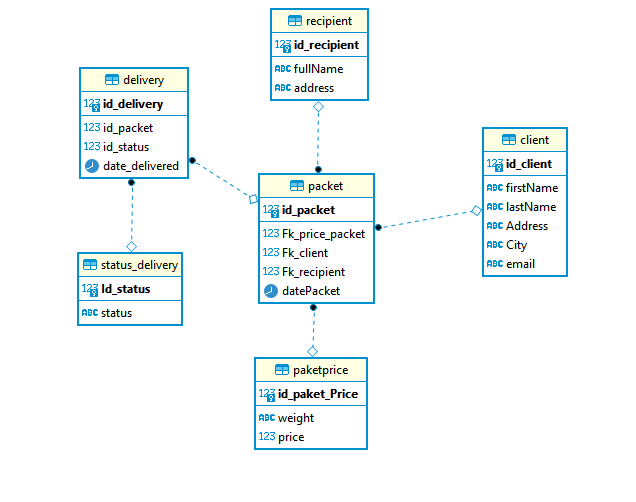 recipient
123 id_recipient
ABC fullName
ABC address
delivery
123 id_delivery
123 id_packet
123 id_status
date_delivered
client
123 id_client
ABC firstName
ABC lastName
ABC Address
ABC City
ABC email
packet
123 id_packet
123 Fk_price_packet
123 Fk_client
123 Fk_recipient
datePacket
status_delivery
123 Id_status
ABC status
paketprice
123 id_paket_Price
ABC weight
123 price